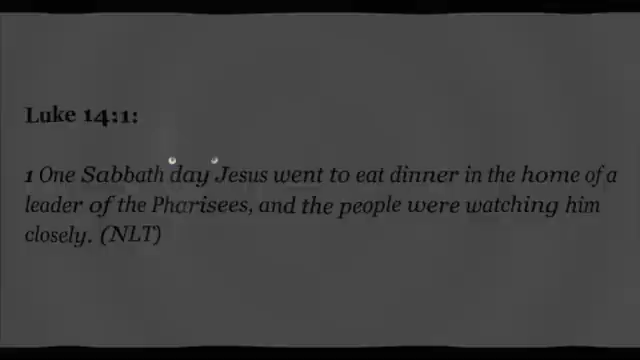 Luke 14:1:
1 One Sabbath day Jesus went to eat dinner in the home of a
leader of the Pharisees, and the people were watching him
closely. (NLT)